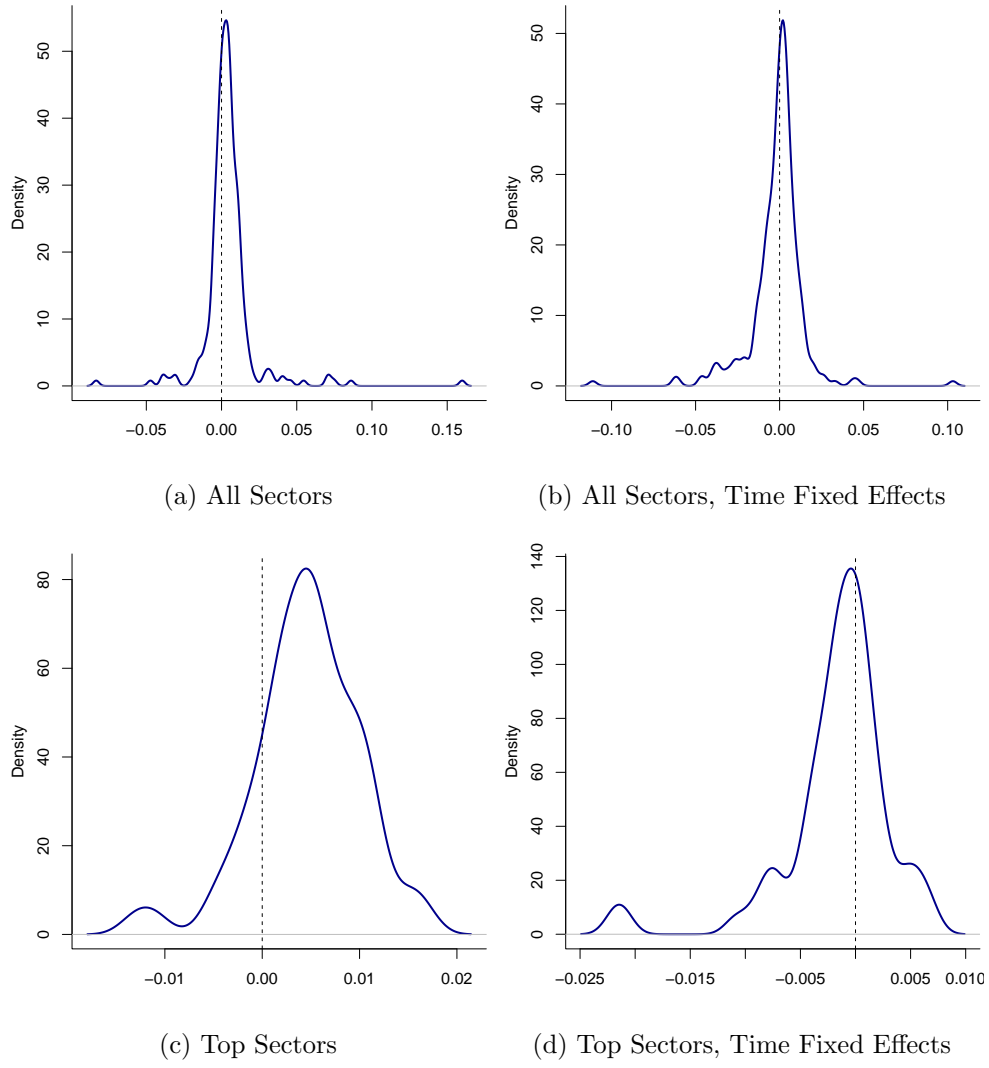 Density
50
40
30
20
10
0
−0.05 0.00 0.05 0.10 0.15
(a) All Sectors
Density
50
40
30
20
10
0
−0.10 −0.05 0.00 0.05 0.10
(b) All Sectors, Time Fixed Effects
Density
80
60
40
20
0
−0.01 0.00 0.01 0.02
(c) Top Sectors
Density
140
120
100
80
60
40
20
0
−0.025 −0.015 −0.005 0.005 0.010
(d) Top Sectors, Time Fixed Effects